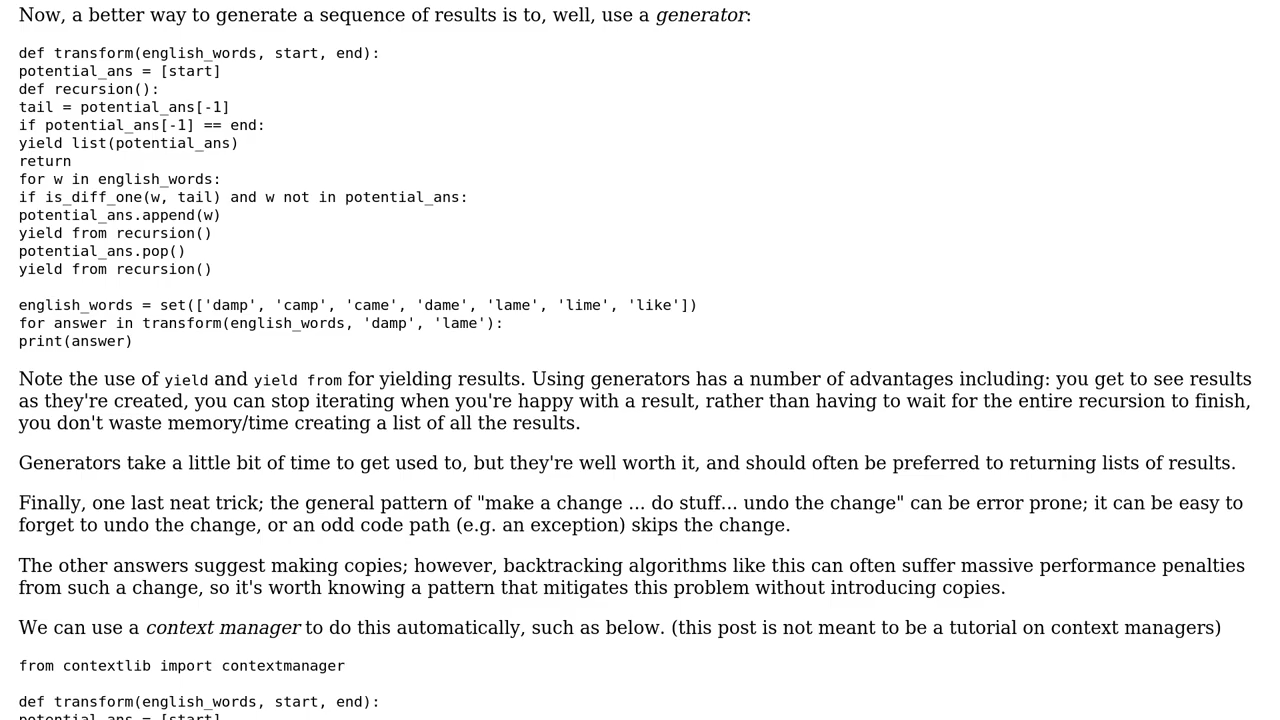 Now, a better way to generate a sequence of results is to, well, use a generator:
def transform(english_words, start, end):
potential_ans = [start]
def recursion():
tail = potential_ans[-1]
if potential_ans[-1] == end:
yield list(potential_ans)
return
for w in english_words:
if is_diff_one(w, tail) and w not in potential_ans:
potential_ans.append(w)
yield from recursion()
potential_ans.pop()
yield from recursion()
english_words = set(['damp', 'camp', 'came', 'dame', 'lame', 'lime', 'like'])
for answer in transform(english_words, 'damp', 'lame'):
print(answer)
Note the use of yield and yield from for yielding results. Using generators has a number of advantages including: you get to see results
as they're created, you can stop iterating when you're happy with a result, rather than having to wait for the entire recursion to finish,
you don't waste memory/time creating a list of all the results.
Generators take a little bit of time to get used to, but they're well worth it, and should often be preferred to returning lists of results.
Finally, one last neat trick; the general pattern of "make a change ... do stuff... undo the change" can be error prone; it can be easy to
forget to undo the change, or an odd code path (e.g. an exception) skips the change.
The other answers suggest making copies; however, backtracking algorithms like this can often suffer massive performance penalties
from such a change, so it's worth knowing a pattern that mitigates this problem without introducing copies.
We can use a context manager to do this automatically, such as below. (this post is not meant to be a tutorial on context managers)
from contextlib import contextmanager
def transform(english_words, start, end):
potential_ans = [start]